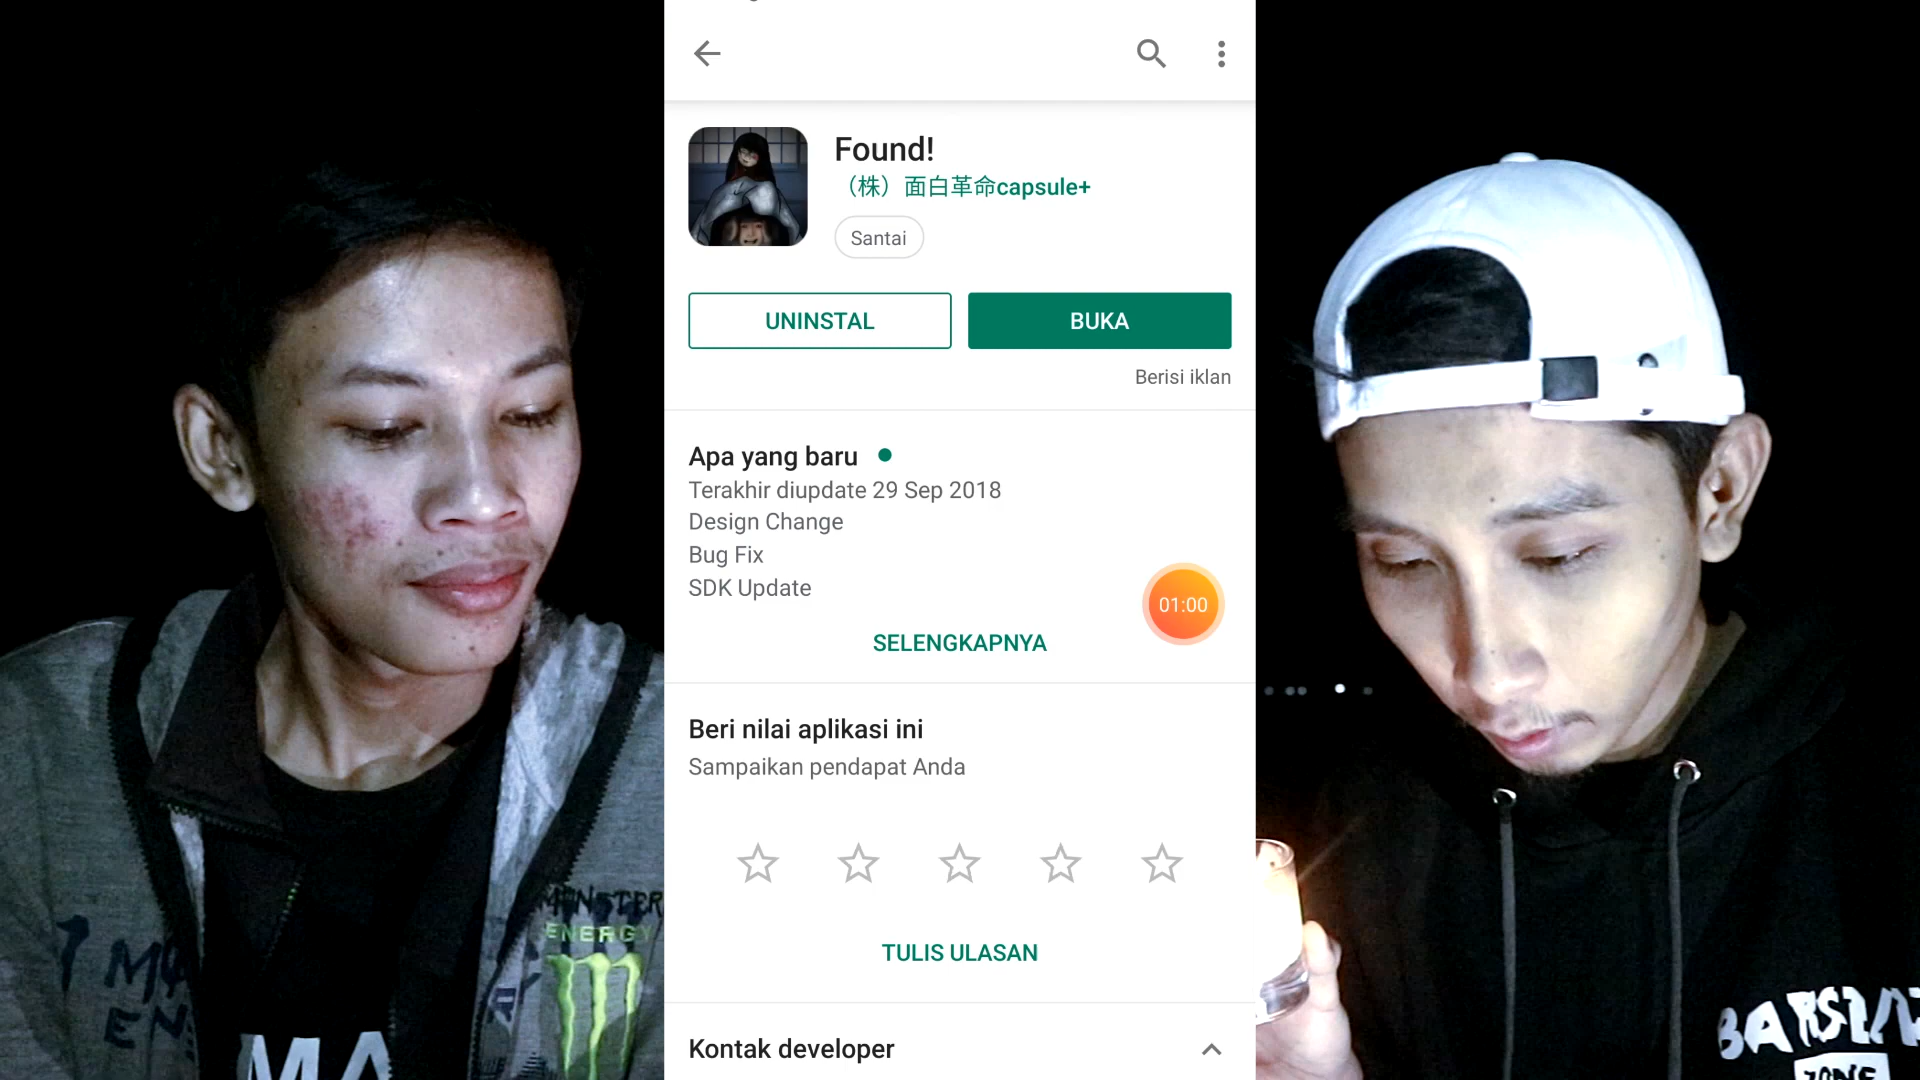 Found!
（株）面白革命capsule+
Santai
UNINSTAL
BUKA
Berisi iklan
Apa yang baru
Terakhir diupdate 29 Sep 2018
Design Change
Bug Fix
SDK Update
01:00
SELENGKAPNYA
Beri nilai aplikasi ini
Sampaikan pendapat Anda
TULIS ULASAN
Kontak developer
MONSTER
ENERGY
MA
ZONE